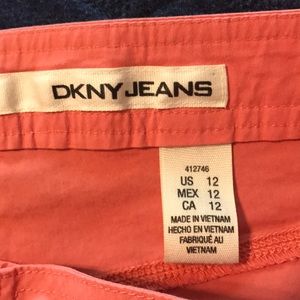 DKNY JEANS
412746
US 12
MEX 12
CA 12
MADE IN VIETNAM
HECHO EN VIETNAM
FABRIQUÉ AU
VIETNAM